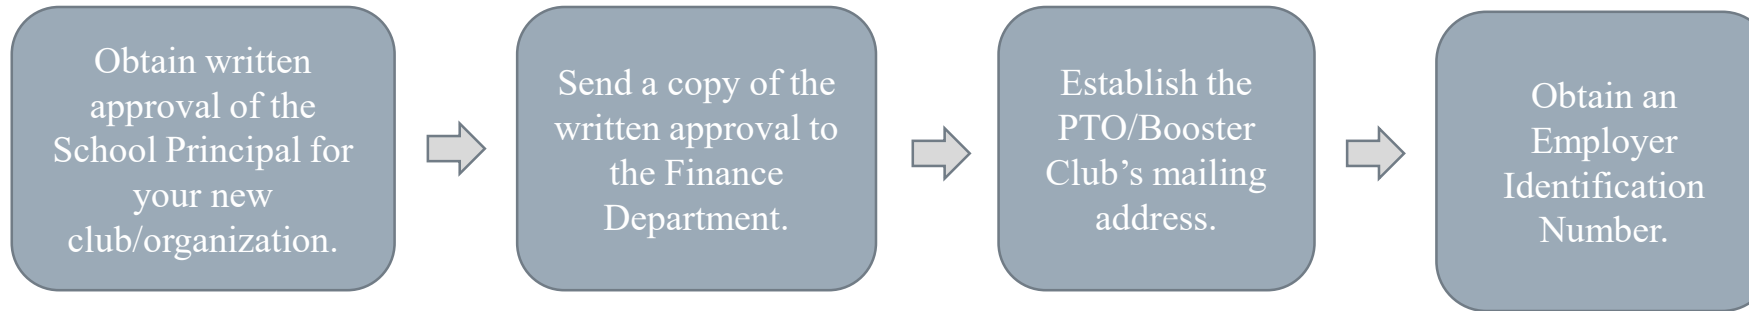 Obtain written
approval of the
School Principal for
your new
club/organization.
Send a copy of the
written approval to
the Finance
Department.
Establish the
PTO/Booster
Club’s mailing
address.
Obtain an
Employer
Identification
Number.